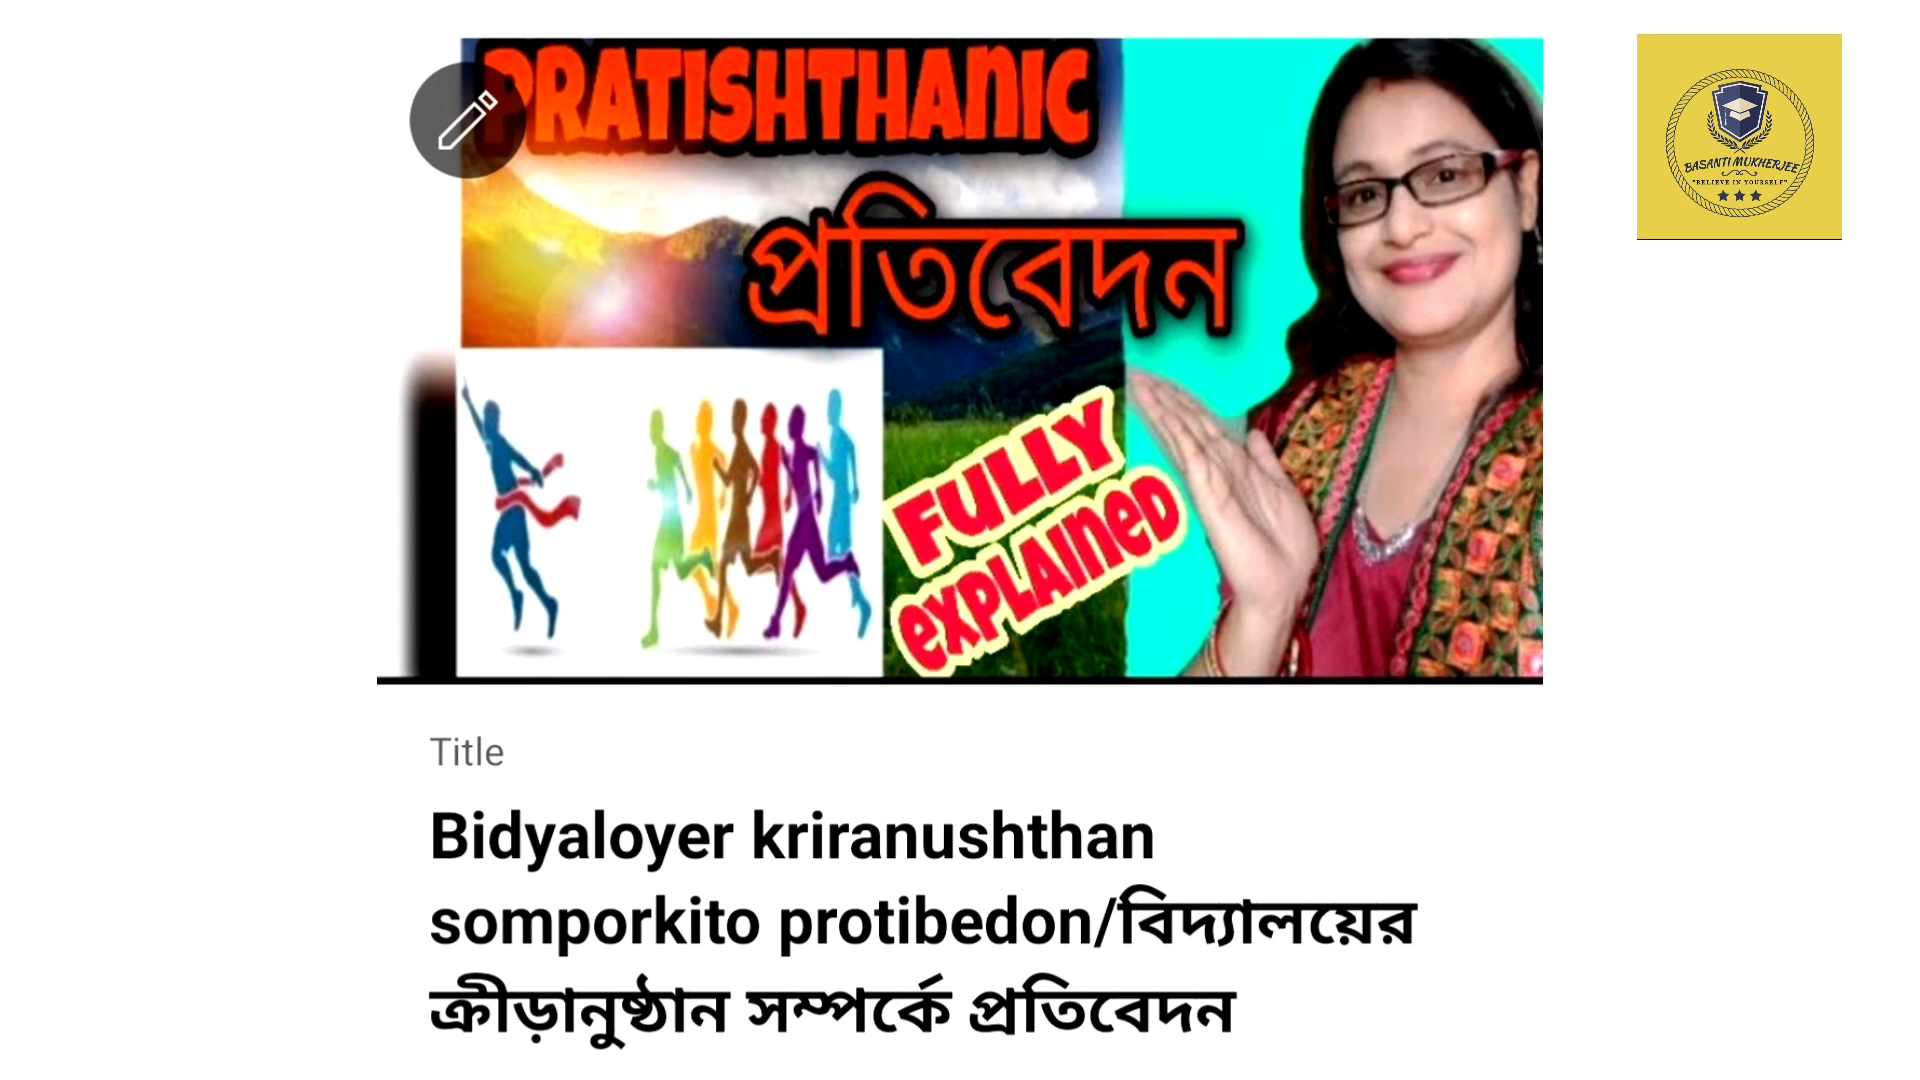 PRATISHTHANIC
প্রতিবেদন
FULLY
EXPLAINED
BASANTI MUKHERJEE
"BELIEVE IN YOURSELF"
Title
Bidyaloyer kriranushthan
somporkito protibedon/বিদ্যালয়ের
ক্রীড়ানুষ্ঠান সম্পর্কে প্রতিবেদন